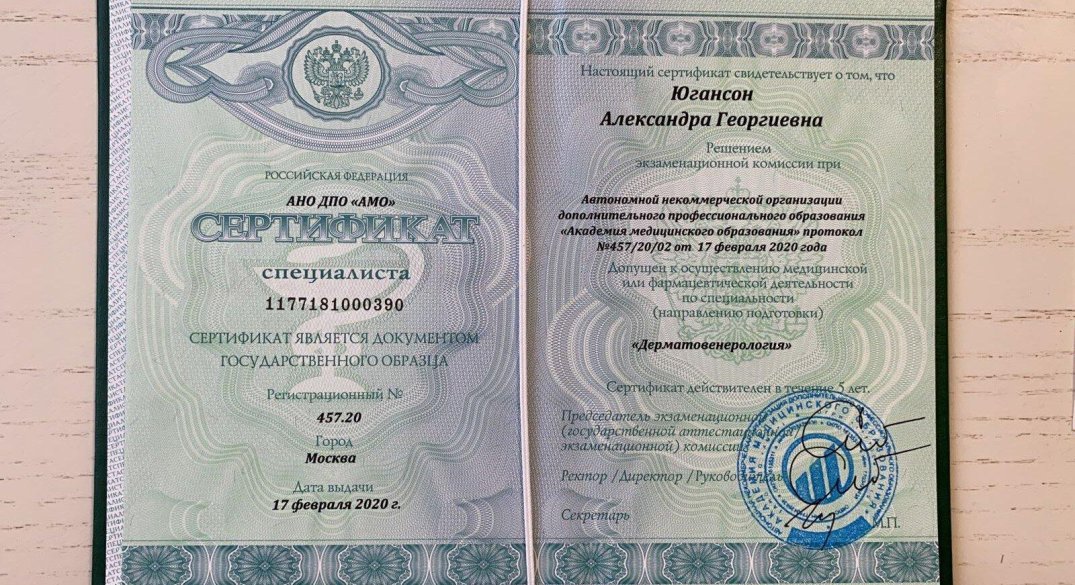 РОССИЙСКАЯ ФЕДЕРАЦИЯ
АНО ДПО «АМО»
СЕРТИФИКАТ
специалиста
1177181000390
СЕРТИФИКАТ ЯВЛЯЕТСЯ ДОКУМЕНТОМ
ГОСУДАРСТВЕННОГО ОБРАЗЦА
Регистрационный №
457.20
Город
Москва
Дата выдачи
17 февраля 2020 г.
Настоящий сертификат свидетельствует о том, что
Югансон
Александра Георгиевна
Решением
экзаменационной комиссии при
Автономной некоммерческой организации
дополнительного профессионального образования
«Академия медицинского образования» протокол
№457/20/02 от 17 февраля 2020 года
Допущен к осуществлению медицинской
или фармацевтической деятельности
по специальности
(направлению подготовки)
«Дерматовенерология»
Сертификат действителен в течение 5 лет.
Председатель экзаменационной
(государственной аттестационной
экзаменационной) комиссии
Ректор /Директор /Руководитель
Секретарь
М.П.
АКАДЕМИЯ МЕДИЦИНСКОГО ОБРАЗОВАНИЯ